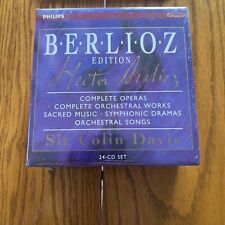 PHILIPS
B·E·R·L·I·O·Z
EDITION
Hector Berlioz
COMPLETE OPERAS
· COMPLETE ORCHESTRAL WORKS
SACRED MUSIC · SYMPHONIC DRAMAS
ORCHESTRAL SONGS
Sir Colin Davis
24-CD SET